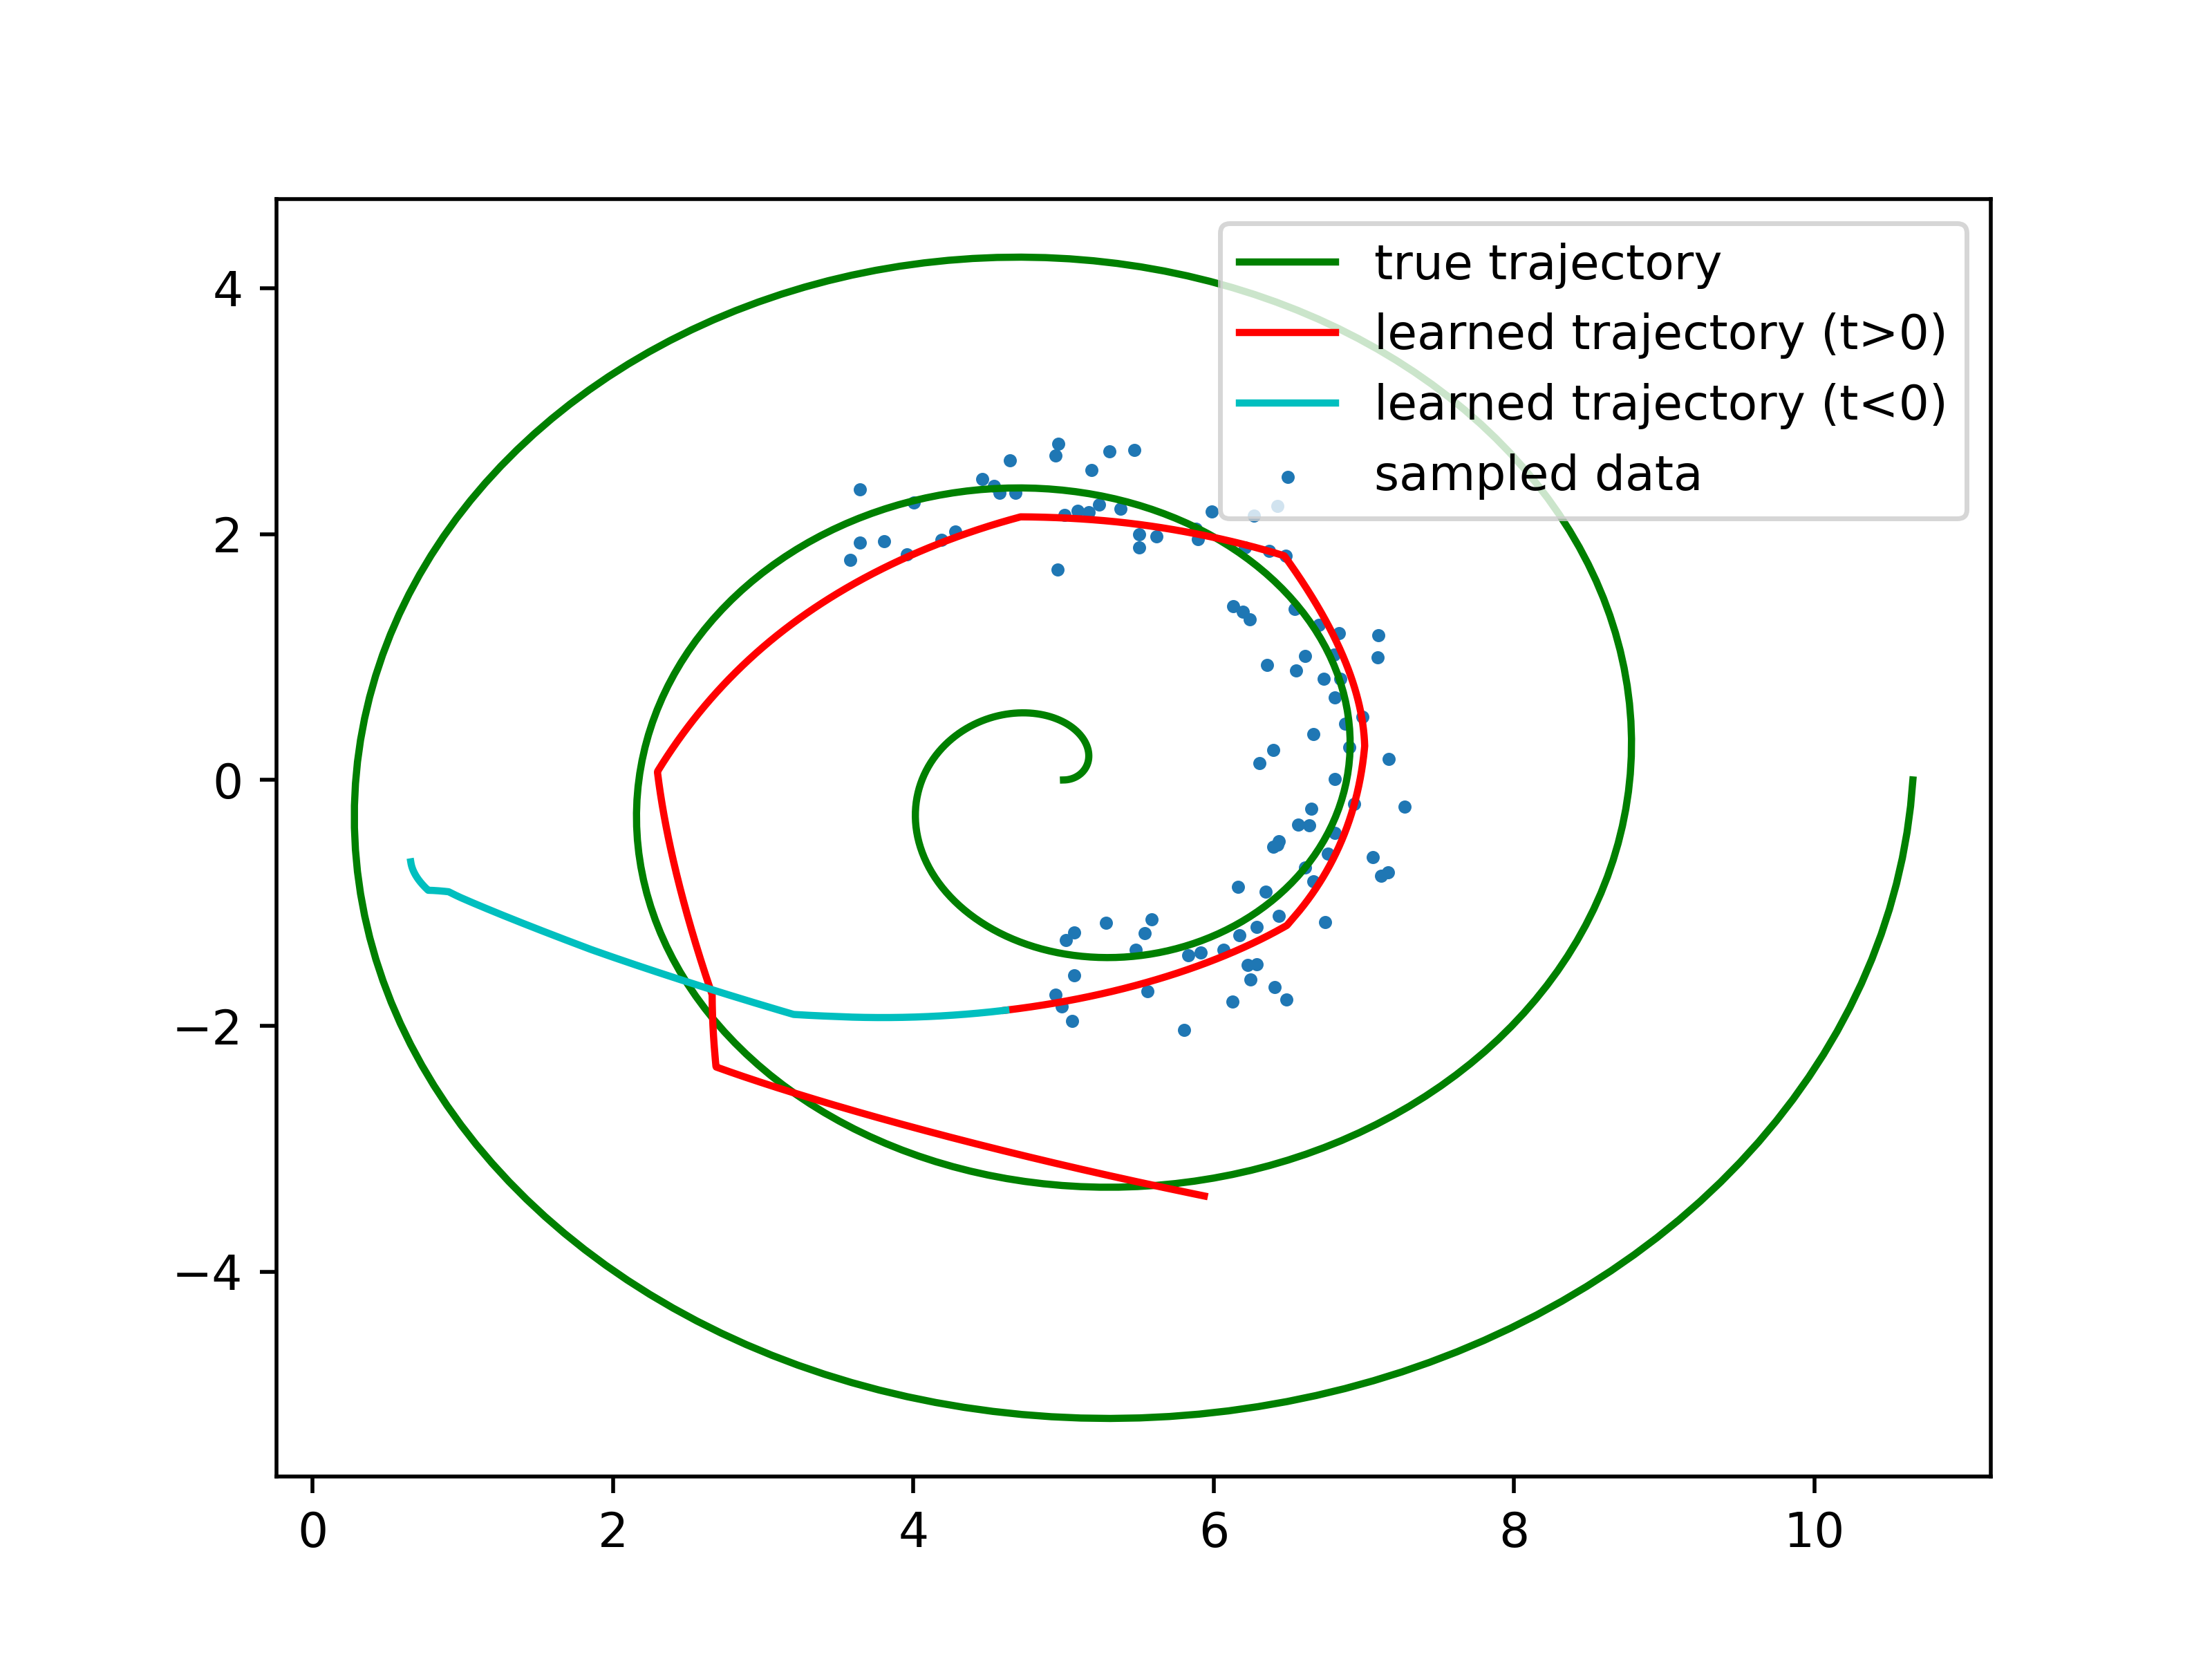 true trajectory
learned trajectory (t>0)
learned trajectory (t<0)
sampled data
4
2
0
−2
−4
0 2 4 6 8 10